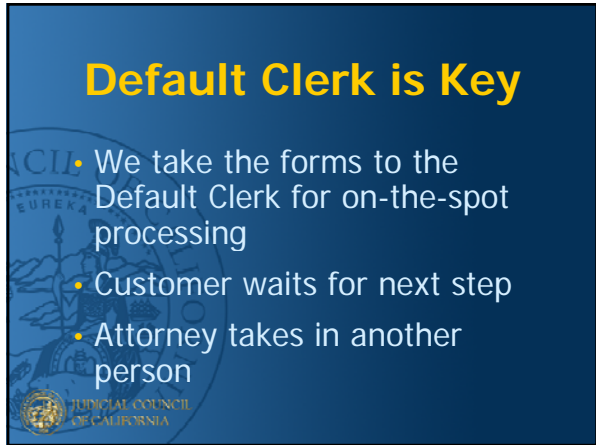 Default Clerk is Key
• We take the forms to the
Default Clerk for on-the-spot
processing
• Customer waits for next step
• Attorney takes in another
person
JUDICIAL COUNCIL
OF CALIFORNIA
EUREKA